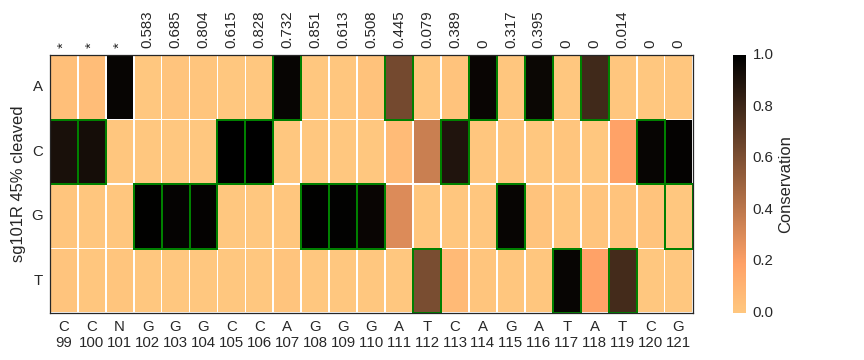 * * * 0.583 0.685 0.804 0.615 0.828 0.732 0.851 0.613 0.508 0.445 0.079 0.389 0 0.317 0.395 0 0 0.014 0 0
sg101R 45% cleaved
A
C
G
T
C C N G G G C C A G G G A T C A G A T A T C G
99 100 101 102 103 104 105 106 107 108 109 110 111 112 113 114 115 116 117 118 119 120 121
1.0
0.8
0.6
0.4
0.2
0.0
Conservation